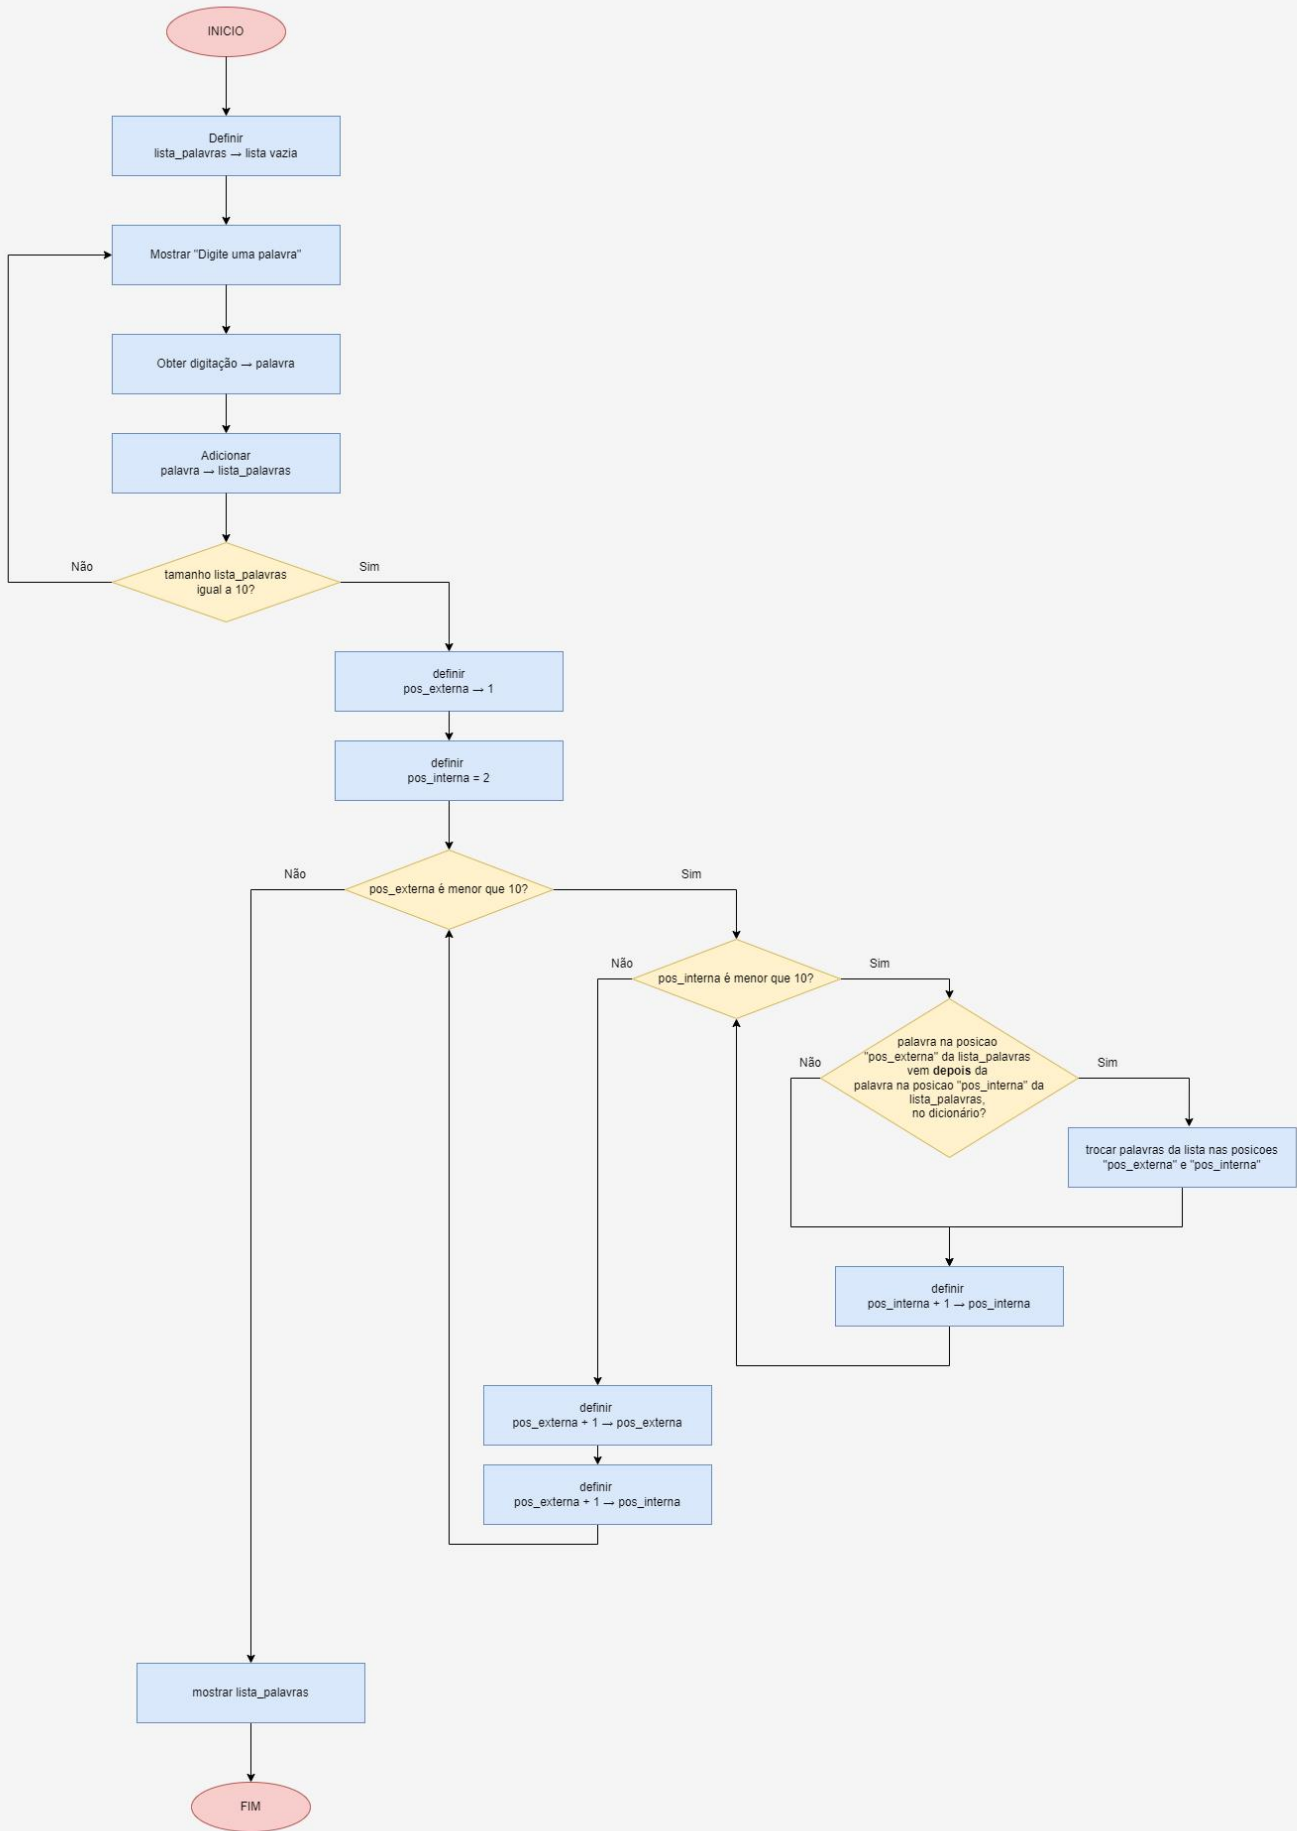 INICIO
Definir
lista_palavras → lista vazia
Mostrar "Digite uma palavra"
Obter digitação → palavra
Adicionar
palavra → lista_palavras
Não
tamanho lista_palavras
igual a 10?
Sim
definir
pos_externa → 1
definir
pos_interna = 2
Não
pos_externa é menor que 10?
Sim
Não
pos_interna é menor que 10?
Sim
Não
palavra na posicao
"pos_externa" da lista_palavras
vem depois da
palavra na posicao "pos_interna" da
lista_palavras,
no dicionário?
Sim
trocar palavras da lista nas posicoes
"pos_externa" e "pos_interna"
definir
pos_interna + 1 → pos_interna
definir
pos_externa + 1 → pos_externa
definir
pos_externa + 1 → pos_interna
mostrar lista_palavras
FIM